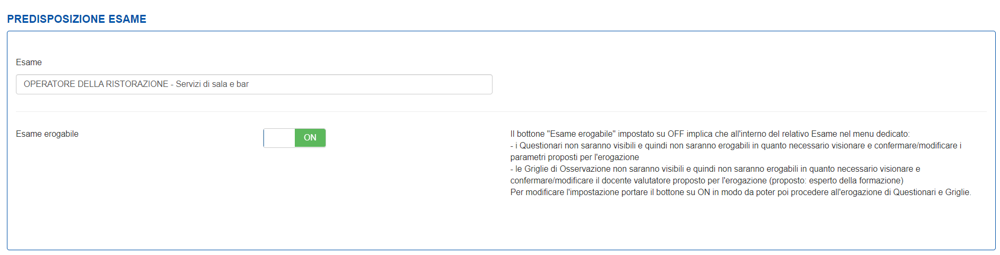 PREDISPOSIZIONE ESAME
Esame
OPERATORE DELLA RISTORAZIONE - Servizi di sala e bar
Esame erogabile
ON
Il bottone "Esame erogabile" impostato su OFF implica che all'interno del relativo Esame nel menu dedicato:
- i Questionari non saranno visibili e quindi non saranno erogabili in quanto necessario visionare e confermare/modificare i
parametri proposti per l'erogazione
- le Griglie di Osservazione non saranno visibili e quindi non saranno erogabili in quanto necessario visionare e
confermare/modificare il docente valutatore proposto per l'erogazione (proposto: esperto della formazione)
Per modificare l'impostazione portare il bottone su ON in modo da poter poi procedere all'erogazione di Questionari e Griglie.